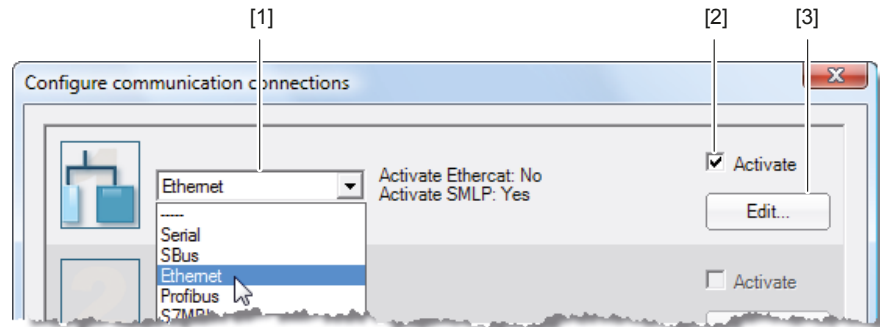 [1] [2] [3]
Configure communication connections
Ethernet
Activate Ethercat: No
Activate SMLP: Yes
Activate
Edit...
-----
Serial
SBus
Ethernet
Profibus
Activate